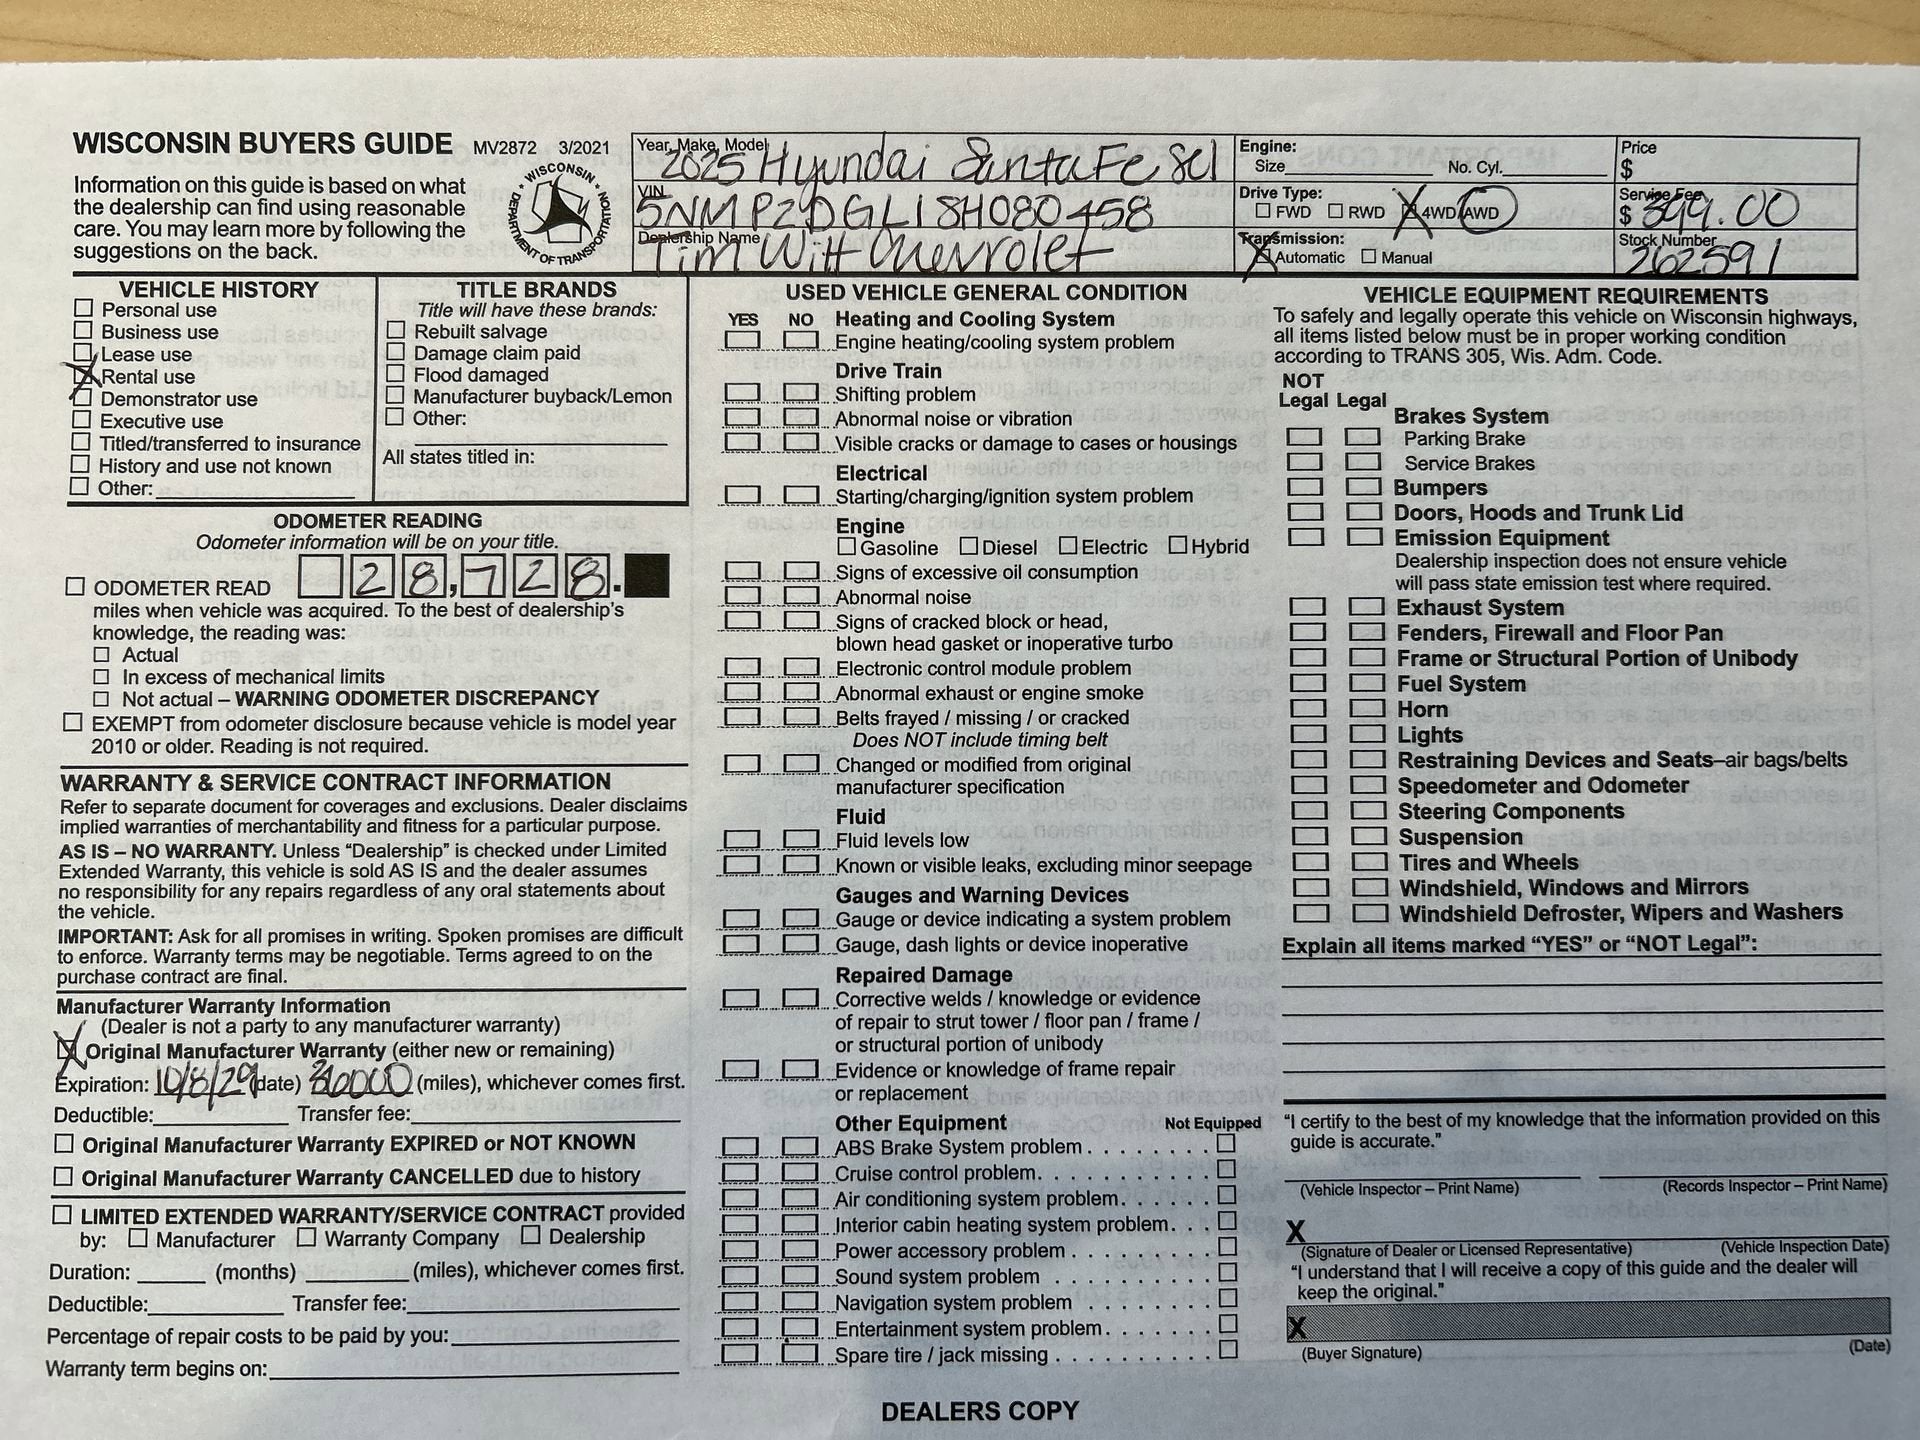 WISCONSIN BUYERS GUIDE MV2872 3/2021
Information on this guide is based on what
the dealership can find using reasonable
care. You may learn more by following the
suggestions on the back.
WISCONSIN
DEPARTMENT OF TRANSPORTATION
Year, Make, Model
2025 Hyundai SantaFe Sel
VIN
5NMP2DGL1SH080458
Dealership Name
Tim Witt Chevrolet
Engine:
Size No. Cyl.
Drive Type:
FWD RWD 4WD/AWD
Transmission:
Automatic Manual
Price
$
Service Fee
$ 399.00
Stock Number
262591
VEHICLE HISTORY
Personal use
Business use
Lease use
Rental use
Demonstrator use
Executive use
Titled/transferred to insurance
History and use not known
Other:
TITLE BRANDS
Title will have these brands:
Rebuilt salvage
Damage claim paid
Flood damaged
Manufacturer buyback/Lemon
Other:
All states titled in:
ODOMETER READING
Odometer information will be on your title.
ODOMETER READ 28,728.
miles when vehicle was acquired. To the best of dealership's
knowledge, the reading was:
Actual
In excess of mechanical limits
Not actual – WARNING ODOMETER DISCREPANCY
EXEMPT from odometer disclosure because vehicle is model year
2010 or older. Reading is not required.
WARRANTY & SERVICE CONTRACT INFORMATION
Refer to separate document for coverages and exclusions. Dealer disclaims
implied warranties of merchantability and fitness for a particular purpose.
AS IS – NO WARRANTY. Unless "Dealership" is checked under Limited
Extended Warranty, this vehicle is sold AS IS and the dealer assumes
no responsibility for any repairs regardless of any oral statements about
the vehicle.
IMPORTANT: Ask for all promises in writing. Spoken promises are difficult
to enforce. Warranty terms may be negotiable. Terms agreed to on the
purchase contract are final.
Manufacturer Warranty Information
(Dealer is not a party to any manufacturer warranty)
Original Manufacturer Warranty (either new or remaining)
Expiration: 10/8/29 (date) (miles), whichever comes first.
Deductible: Transfer fee:
Original Manufacturer Warranty EXPIRED or NOT KNOWN
Original Manufacturer Warranty CANCELLED due to history
LIMITED EXTENDED WARRANTY/SERVICE CONTRACT provided
by: Manufacturer Warranty Company Dealership
Duration: (months) (miles), whichever comes first.
Deductible: Transfer fee:
Percentage of repair costs to be paid by you:
Warranty term begins on:
USED VEHICLE GENERAL CONDITION
YES NO Heating and Cooling System
Engine heating/cooling system problem
Drive Train
Shifting problem
Abnormal noise or vibration
Visible cracks or damage to cases or housings
Electrical
Starting/charging/ignition system problem
Engine
Gasoline Diesel Electric Hybrid
Signs of excessive oil consumption
Abnormal noise
Signs of cracked block or head,
blown head gasket or inoperative turbo
Electronic control module problem
Abnormal exhaust or engine smoke
Belts frayed / missing / or cracked
Does NOT include timing belt
Changed or modified from original
manufacturer specification
Fluid
Fluid levels low
Known or visible leaks, excluding minor seepage
Gauges and Warning Devices
Gauge or device indicating a system problem
Gauge, dash lights or device inoperative
Repaired Damage
Corrective welds / knowledge or evidence
of repair to strut tower / floor pan / frame /
or structural portion of unibody
Evidence or knowledge of frame repair
or replacement
Other Equipment Not Equipped
ABS Brake System problem
Cruise control problem
Air conditioning system problem
Interior cabin heating system problem
Power accessory problem
Sound system problem
Navigation system problem
Entertainment system problem
Spare tire / jack missing
VEHICLE EQUIPMENT REQUIREMENTS
To safely and legally operate this vehicle on Wisconsin highways,
all items listed below must be in proper working condition
according to TRANS 305, Wis. Adm. Code.
NOT
Legal Legal
Brakes System
Parking Brake
Service Brakes
Bumpers
Doors, Hoods and Trunk Lid
Emission Equipment
Dealership inspection does not ensure vehicle
will pass state emission test where required.
Exhaust System
Fenders, Firewall and Floor Pan
Frame or Structural Portion of Unibody
Fuel System
Horn
Lights
Restraining Devices and Seats–air bags/belts
Speedometer and Odometer
Steering Components
Suspension
Tires and Wheels
Windshield, Windows and Mirrors
Windshield Defroster, Wipers and Washers
Explain all items marked "YES" or "NOT Legal":
"I certify to the best of my knowledge that the information provided on this
guide is accurate."
(Vehicle Inspector – Print Name) (Records Inspector – Print Name)
X
(Signature of Dealer or Licensed Representative) (Vehicle Inspection Date)
"I understand that I will receive a copy of this guide and the dealer will
keep the original."
X
(Buyer Signature) (Date)
DEALERS COPY